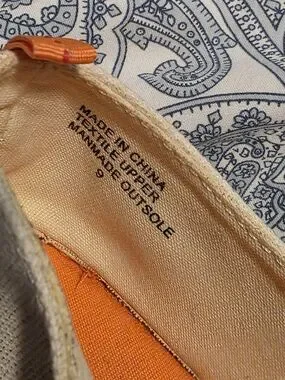 MADE IN CHINA
TEXTILE UPPER
MANMADE OUTSOLE
9